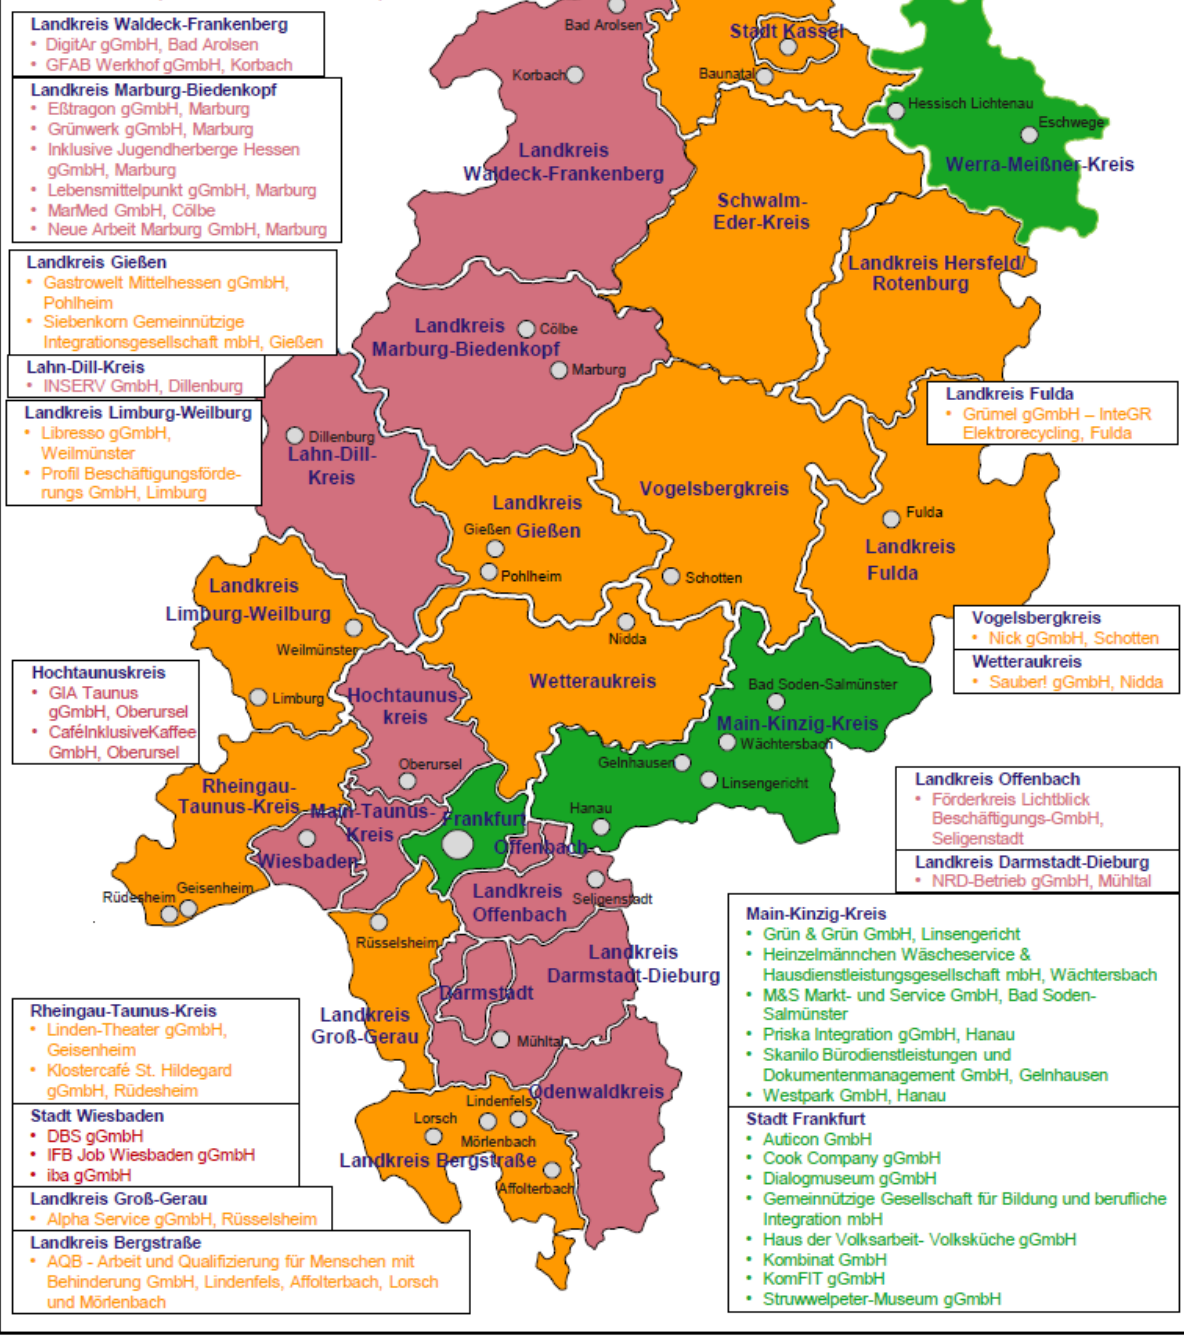 Landkreis Waldeck-Frankenberg
• DigitAr gGmbH, Bad Arolsen
• GFAB Werkhof gGmbH, Korbach
Landkreis Marburg-Biedenkopf
• Eßtragon gGmbH, Marburg
• Grünwerk gGmbH, Marburg
• Inklusive Jugendherberge Hessen
gGmbH, Marburg
• Lebensmittelpunkt gGmbH, Marburg
• MarMed GmbH, Cölbe
• Neue Arbeit Marburg GmbH, Marburg
Landkreis Gießen
• Gastrowelt Mittelhessen gGmbH,
Pohlheim
• Siebenkorn Gemeinnützige
Integrationsgesellschaft mbH, Gießen
Lahn-Dill-Kreis
• INSERV GmbH, Dillenburg
Landkreis Limburg-Weilburg
• Libresso gGmbH,
Weilmünster
• Profil Beschäftigungsförde-
rungs GmbH, Limburg
Hochtaunuskreis
• GIA Taunus
gGmbH, Oberursel
• CaféInklusiveKaffee
GmbH, Oberursel
Rheingau-Taunus-Kreis
• Linden-Theater gGmbH,
Geisenheim
• Klostercafé St. Hildegard
gGmbH, Rüdesheim
Stadt Wiesbaden
• DBS gGmbH
• IFB Job Wiesbaden gGmbH
• iba gGmbH
Landkreis Groß-Gerau
• Alpha Service gGmbH, Rüsselsheim
Landkreis Bergstraße
• AQB - Arbeit und Qualifizierung für Menschen mit
Behinderung GmbH, Lindenfels, Affolterbach, Lorsch
und Mörlenbach
Bad Arolsen
Stadt Kassel
Korbach
Baunatal
Hessisch Lichtenau
Eschwege
Landkreis
Waldeck-Frankenberg
Werra-Meißner-Kreis
Schwalm-
Eder-Kreis
Landkreis Hersfeld/
Rotenburg
Landkreis
Cölbe
Marburg-Biedenkopf
Marburg
Dillenburg
Lahn-Dill-
Kreis
Landkreis
Gießen
Gießen
Pohlheim
Vogelsbergkreis
Schotten
Fulda
Landkreis
Fulda
Landkreis
Limburg-Weilburg
Weilmünster
Limburg
Nidda
Wetteraukreis
Hochtaunus-
kreis
Oberursel
Bad Soden-Salmünster
Main-Kinzig-Kreis
Wächtersbach
Gelnhausen
Linsengericht
Hanau
Rheingau-
Taunus-Kreis
Main-Taunus-
Kreis
Frankfurt
Offenbach
Wiesbaden
Rüdesheim
Geisenheim
Landkreis
Offenbach
Seligenstadt
Rüsselsheim
Landkreis
Darmstadt-Dieburg
Darmstadt
Landkreis
Groß-Gerau
Mühltal
Odenwaldkreis
Lindenfels
Lorsch
Mörlenbach
Landkreis Bergstraße
Affolterbach
Landkreis Fulda
• Grümel gGmbH – InteGR
Elektrorecycling, Fulda
Vogelsbergkreis
• Nick gGmbH, Schotten
Wetteraukreis
• Sauber! gGmbH, Nidda
Landkreis Offenbach
• Förderkreis Lichtblick
Beschäftigungs-GmbH,
Seligenstadt
Landkreis Darmstadt-Dieburg
• NRD-Betrieb gGmbH, Mühltal
Main-Kinzig-Kreis
• Grün & Grün GmbH, Linsengericht
• Heinzelmännchen Wäscheservice &
Hausdienstleistungsgesellschaft mbH, Wächtersbach
• M&S Markt- und Service GmbH, Bad Soden-
Salmünster
• Priska Integration gGmbH, Hanau
• Skanilo Bürodienstleistungen und
Dokumentenmanagement GmbH, Gelnhausen
• Westpark GmbH, Hanau
Stadt Frankfurt
• Auticon GmbH
• Cook Company gGmbH
• Dialogmuseum gGmbH
• Gemeinnützige Gesellschaft für Bildung und berufliche
Integration mbH
• Haus der Volksarbeit- Volksküche gGmbH
• Kombinat GmbH
• KomFIT gGmbH
• Struwwelpeter-Museum gGmbH